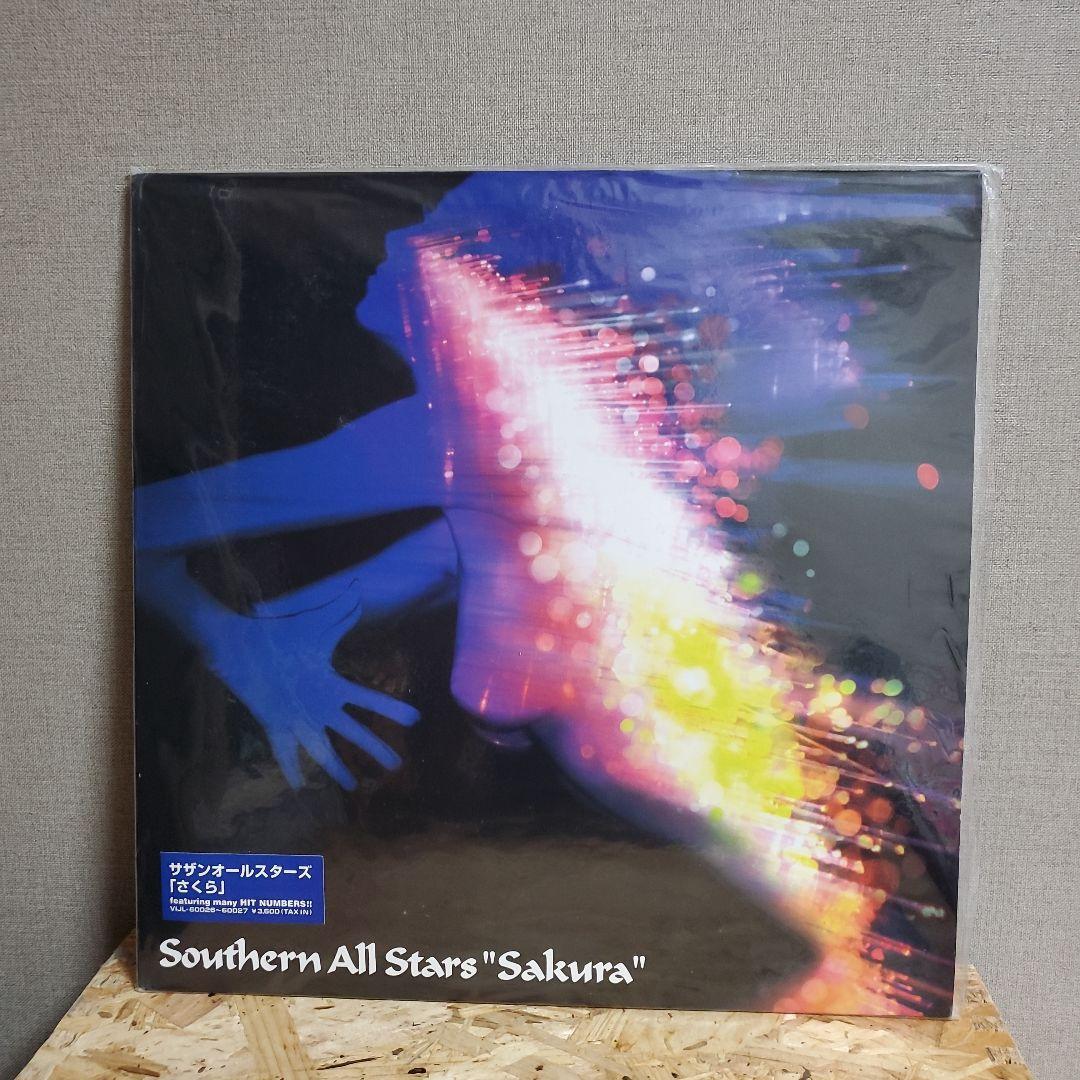 サザンオールスターズ
「さくら」
featuring many HIT NUMBERS!!
VIJL-60026~60027 ¥3,600(TAX IN)
Southern All Stars "Sakura"